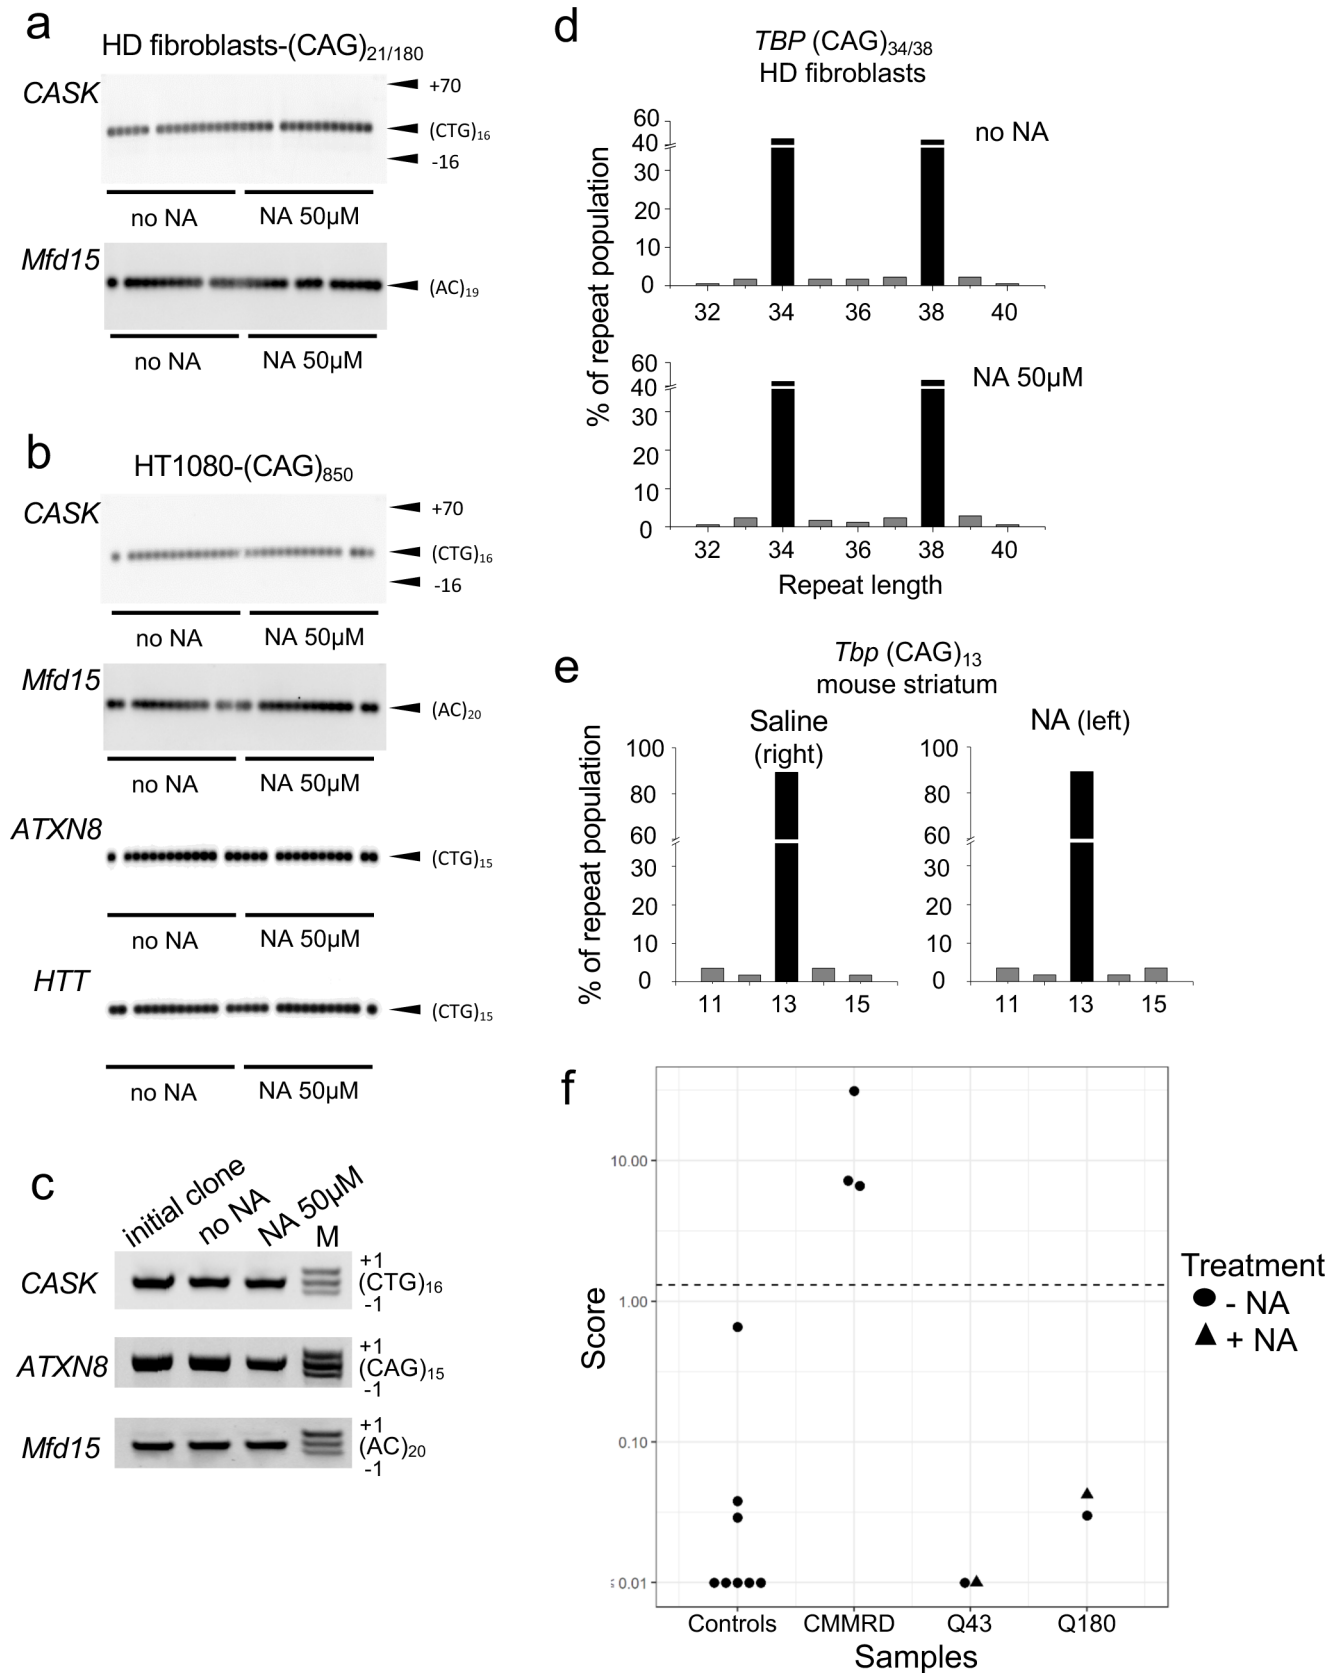 a
HD fibroblasts-(CAG)21/180
CASK
+70
(CTG)16
-16
no NA
NA 50µM
Mfd15
(AC)19
no NA
NA 50µM
b
HT1080-(CAG)850
CASK
+70
(CTG)16
-16
no NA
NA 50µM
Mfd15
(AC)20
no NA
NA 50µM
ATXN8
(CTG)15
no NA
NA 50µM
HTT
(CTG)15
no NA
NA 50µM
c
initial clone
no NA
NA 50µM
M
CASK
+1
(CTG)16
-1
ATXN8
+1
(CAG)15
-1
Mfd15
+1
(AC)20
-1
d
TBP (CAG)34/38
HD fibroblasts
% of repeat population
no NA
60
40
30
20
10
0
32 34 36 38 40
NA 50µM
60
40
30
20
10
0
32 34 36 38 40
Repeat length
e
Tbp (CAG)13
mouse striatum
% of repeat population
Saline
(right)
100
80
60
30
20
10
0
11 13 15
NA (left)
100
80
60
30
20
10
0
11 13 15
f
Score
10.00
1.00
0.10
≤ 0.01
Controls CMMRD Q43 Q180
Samples
Treatment
- NA
+ NA